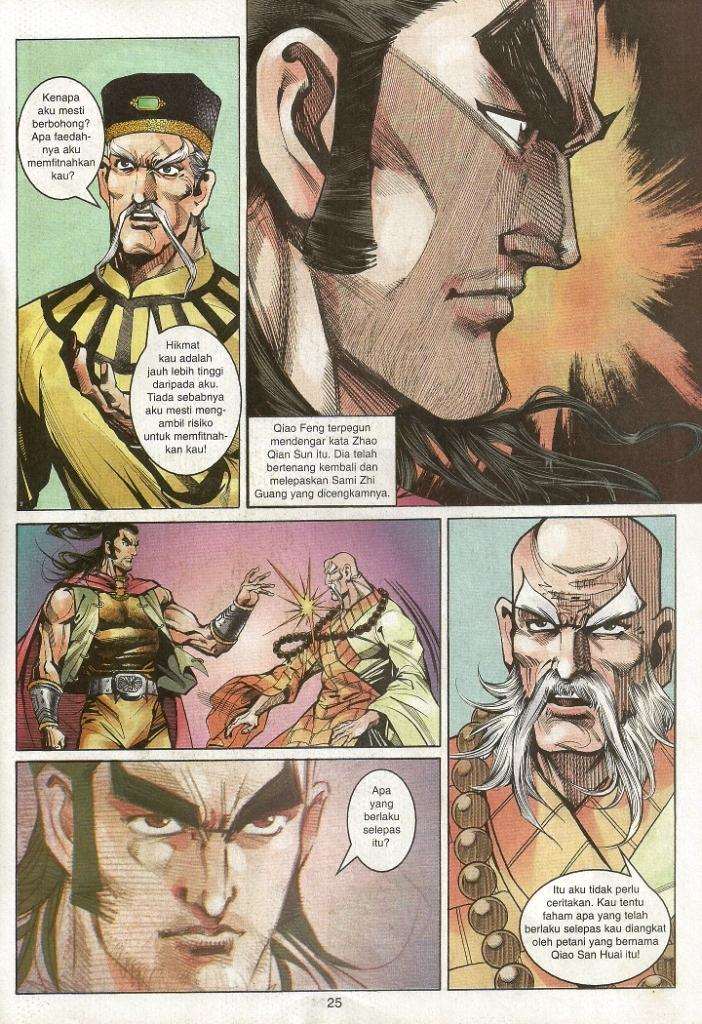 Kenapa
aku mesti
berbohong?
Apa faedah-
nya aku
memfitnahkan
kau?
Hikmat
kau adalah
jauh lebih tinggi
daripada aku.
Tiada sebabnya
aku mesti meng-
ambil risiko
untuk memfitnah-
kan kau!
Qiao Feng terpegun
mendengar kata Zhao
Qian Sun itu. Dia telah
bertenang kembali dan
melepaskan Sami Zhi
Guang yang dicengkamnya.
Apa
yang
berlaku
selepas
itu?
Itu aku tidak perlu
ceritakan. Kau tentu
faham apa yang telah
berlaku selepas kau diangkat
oleh petani yang bernama
Qiao San Huai itu!
25